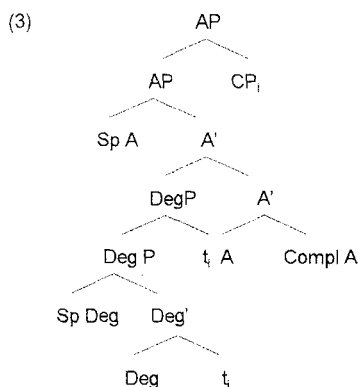 (3) AP
AP CPᵢ
Sp A A'
DegP A'
Deg P tᵢ A Compl A
Sp Deg Deg'
Deg tᵢ